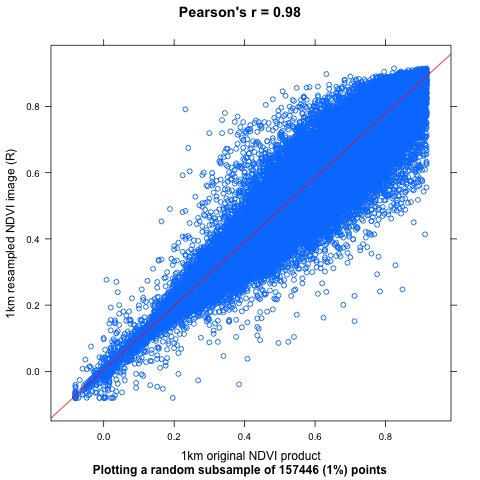 Pearson's r = 0.98
1km resampled NDVI image (R)
0.8
0.6
0.4
0.2
0.0
0.0 0.2 0.4 0.6 0.8
1km original NDVI product
Plotting a random subsample of 157446 (1%) points